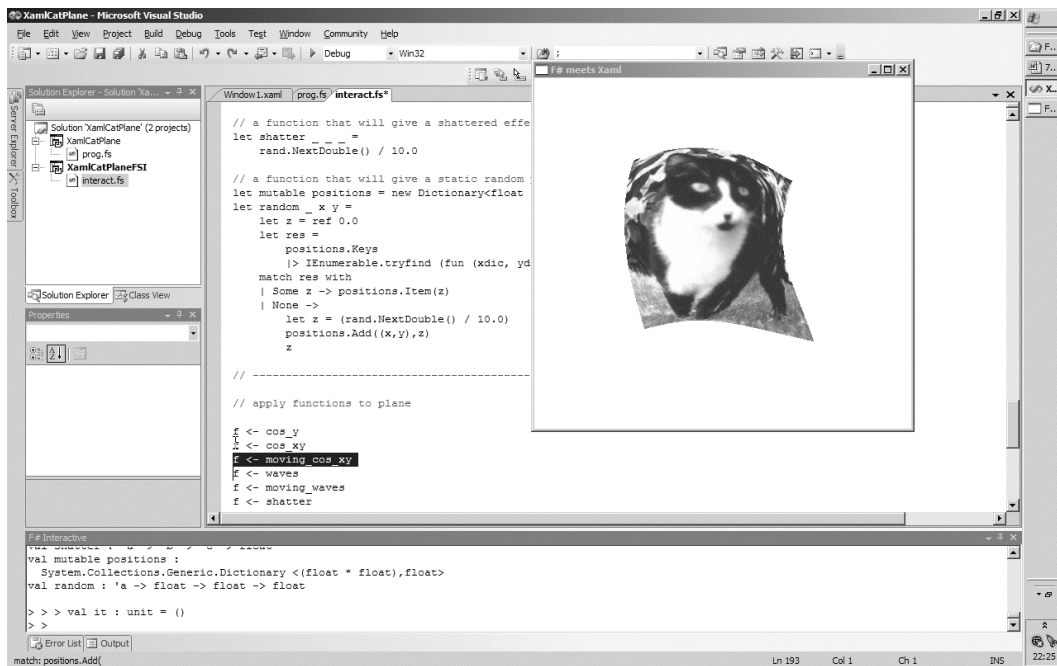 XamlCatPlane - Microsoft Visual Studio
File Edit View Project Build Debug Tools Test Window Community Help
Debug Win32 ;
Solution Explorer - Solution 'Xa...
Solution 'XamlCatPlane' (2 projects)
XamlCatPlane
prog.fs
XamlCatPlaneFSI
interact.fs
Server Explorer
Toolbox
Solution Explorer Class View
Properties
Window1.xaml prog.fs interact.fs*
// a function that will give a shattered effe
let shatter _ _ _ =
rand.NextDouble() / 10.0
// a function that will give a static random
let mutable positions = new Dictionary<float
let random _ x y =
let z = ref 0.0
let res =
positions.Keys
|> IEnumerable.tryfind (fun (xdic, yd
match res with
| Some z -> positions.Item(z)
| None ->
let z = (rand.NextDouble() / 10.0)
positions.Add((x,y),z)
z
// ------------------------------------------
// apply functions to plane
f <- cos_y
f <- cos_xy
f <- moving_cos_xy
f <- waves
f <- moving_waves
f <- shatter
F# meets Xaml
F# Interactive
val mutable positions :
System.Collections.Generic.Dictionary <(float * float),float>
val random : 'a -> float -> float -> float
> > > val it : unit = ()
> >
Error List Output
match: positions.Add( Ln 193 Col 1 Ch 1 INS
F..
7..
X..
F..
22:25